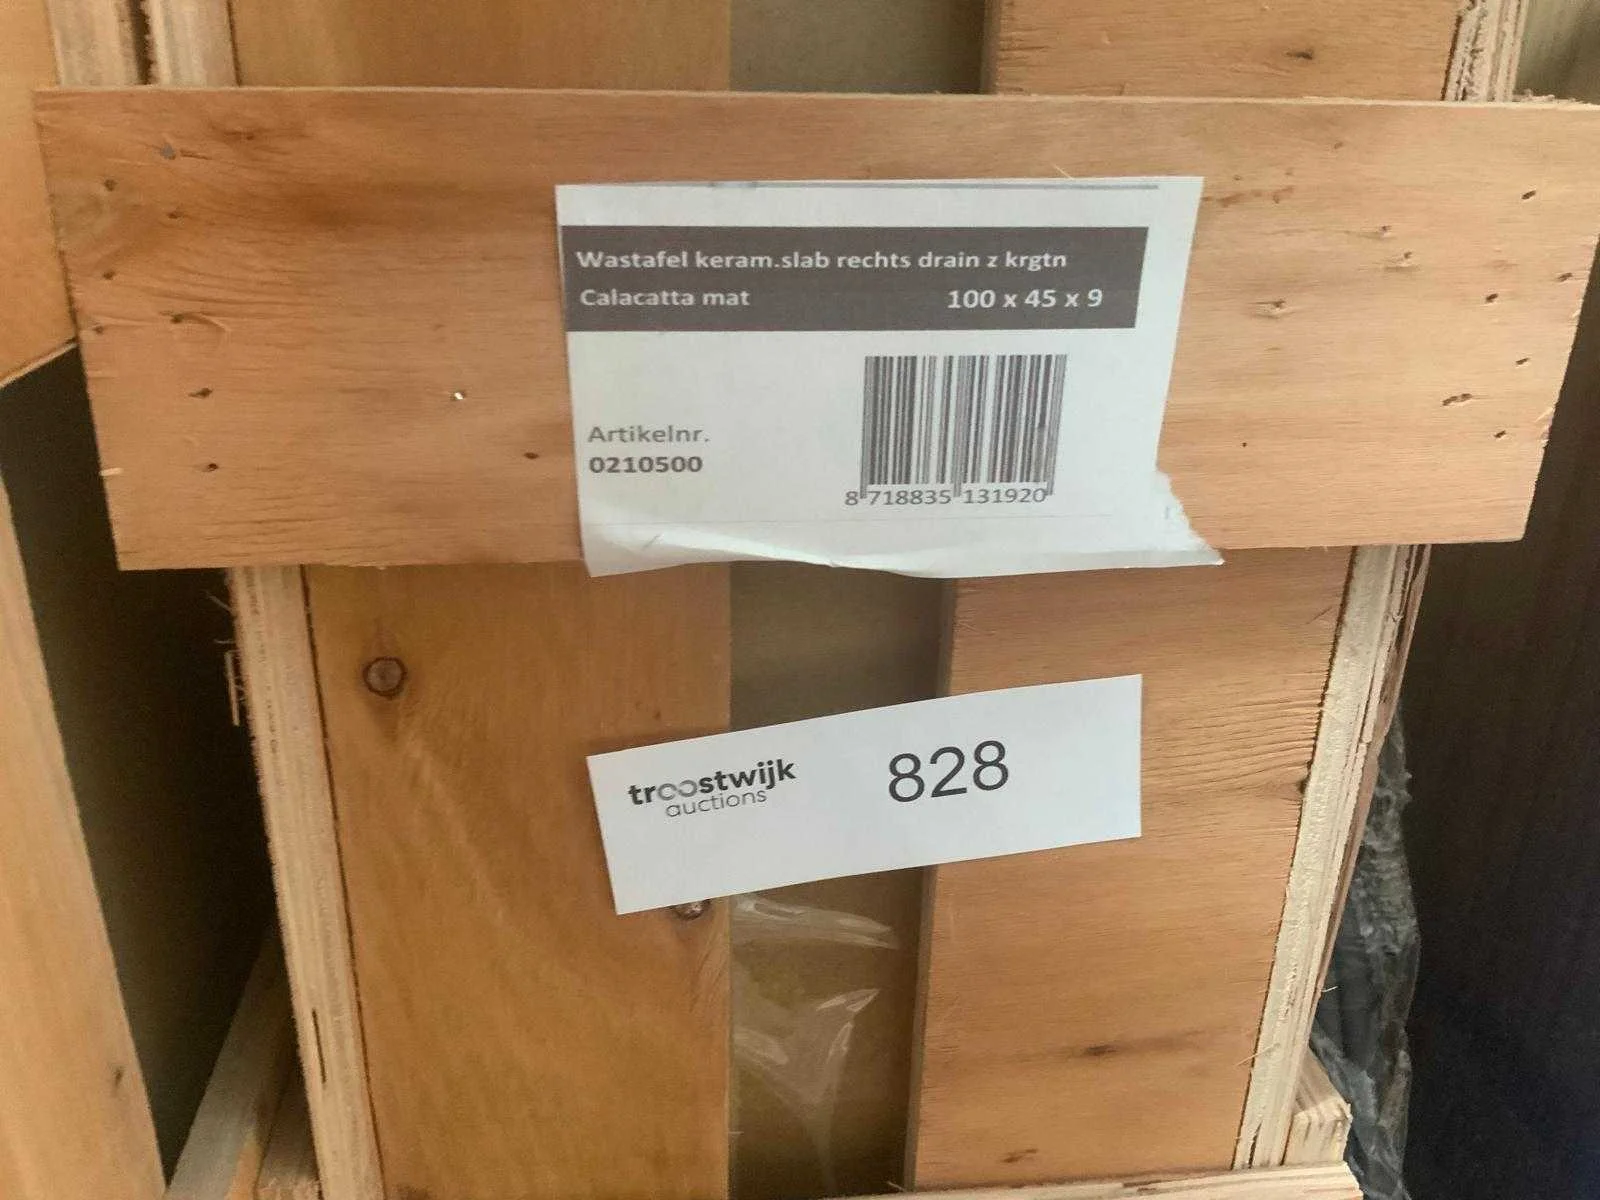 Wastafel keram.slab rechts drain z krgtn
Calacatta mat 100 x 45 x 9
Artikelnr.
0210500
8 718835 131920
troostwijk 828
auctions